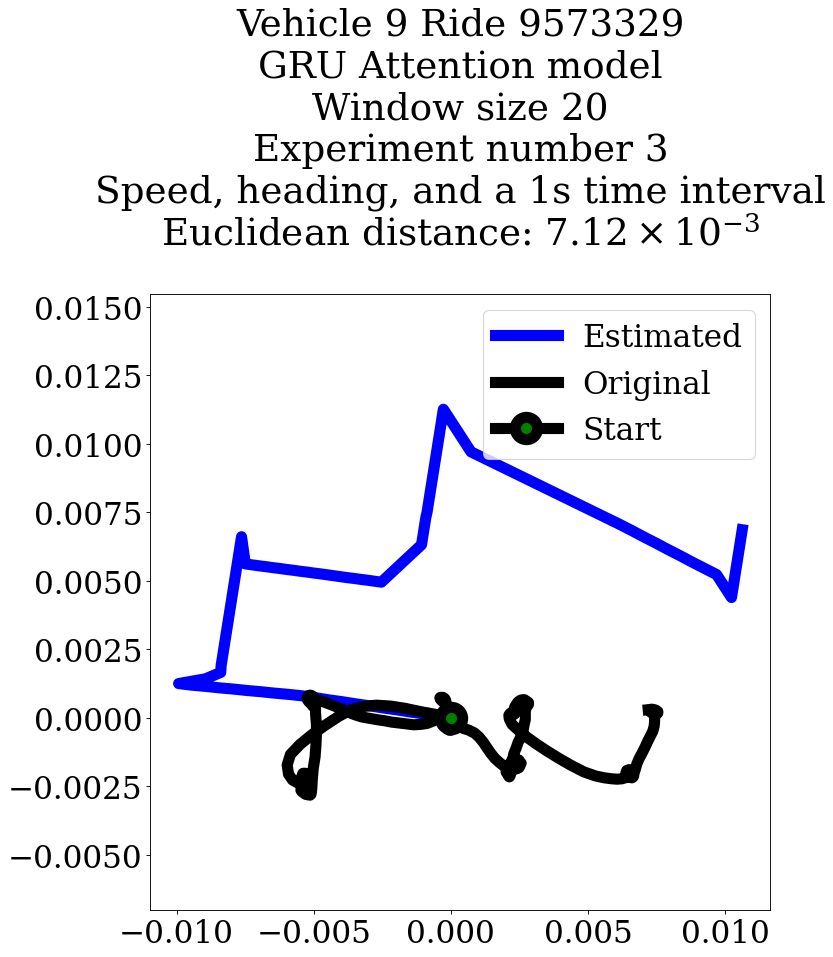 Vehicle 9 Ride 9573329
GRU Attention model
Window size 20
Experiment number 3
Speed, heading, and a 1s time interval
Euclidean distance: 7.12 × 10⁻³
Estimated
Original
Start
0.0150
0.0125
0.0100
0.0075
0.0050
0.0025
0.0000
−0.0025
−0.0050
−0.010
−0.005
0.000
0.005
0.010